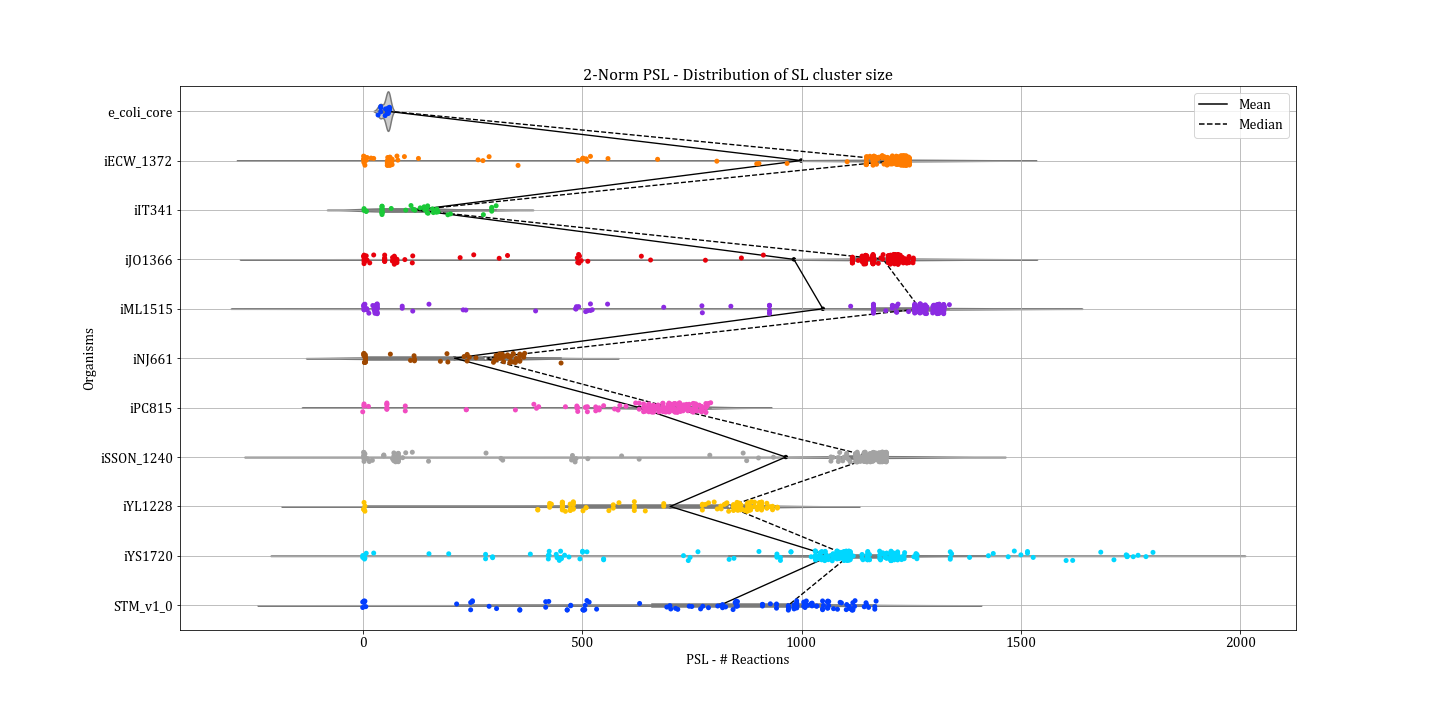 2-Norm PSL - Distribution of SL cluster size
Mean
Median
e_coli_core
iECW_1372
iIT341
iJO1366
iML1515
iNJ661
iPC815
iSSON_1240
iYL1228
iYS1720
STM_v1_0
Organisms
0 500 1000 1500 2000
PSL - # Reactions